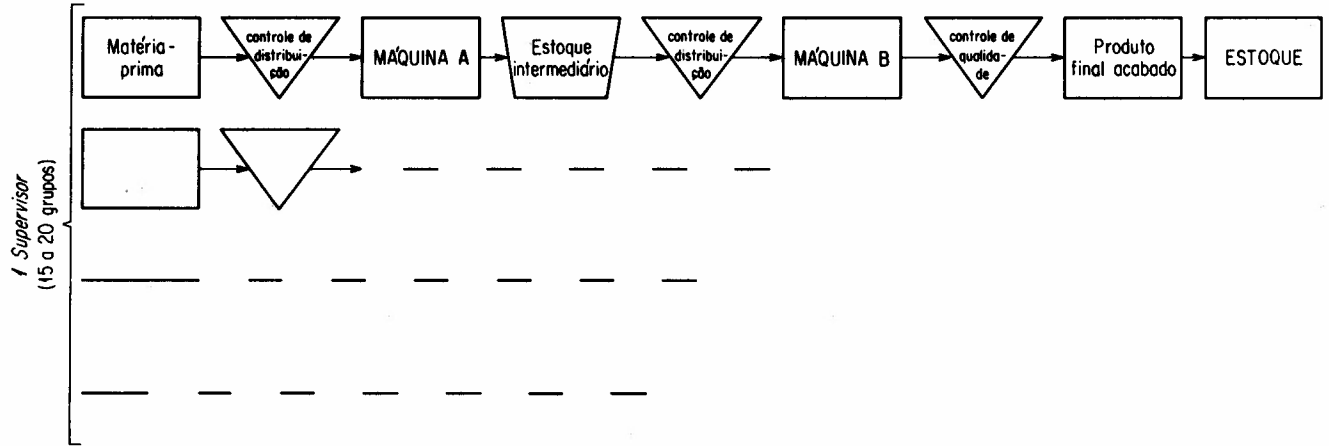 1 Supervisor
(15 a 20 grupos)
Matéria-
prima
controle de
distribui-
ção
MÁQUINA A
Estoque
intermediário
controle de
distribui-
ção
MÁQUINA B
controle de
qualida-
de
Produto
final acabado
ESTOQUE